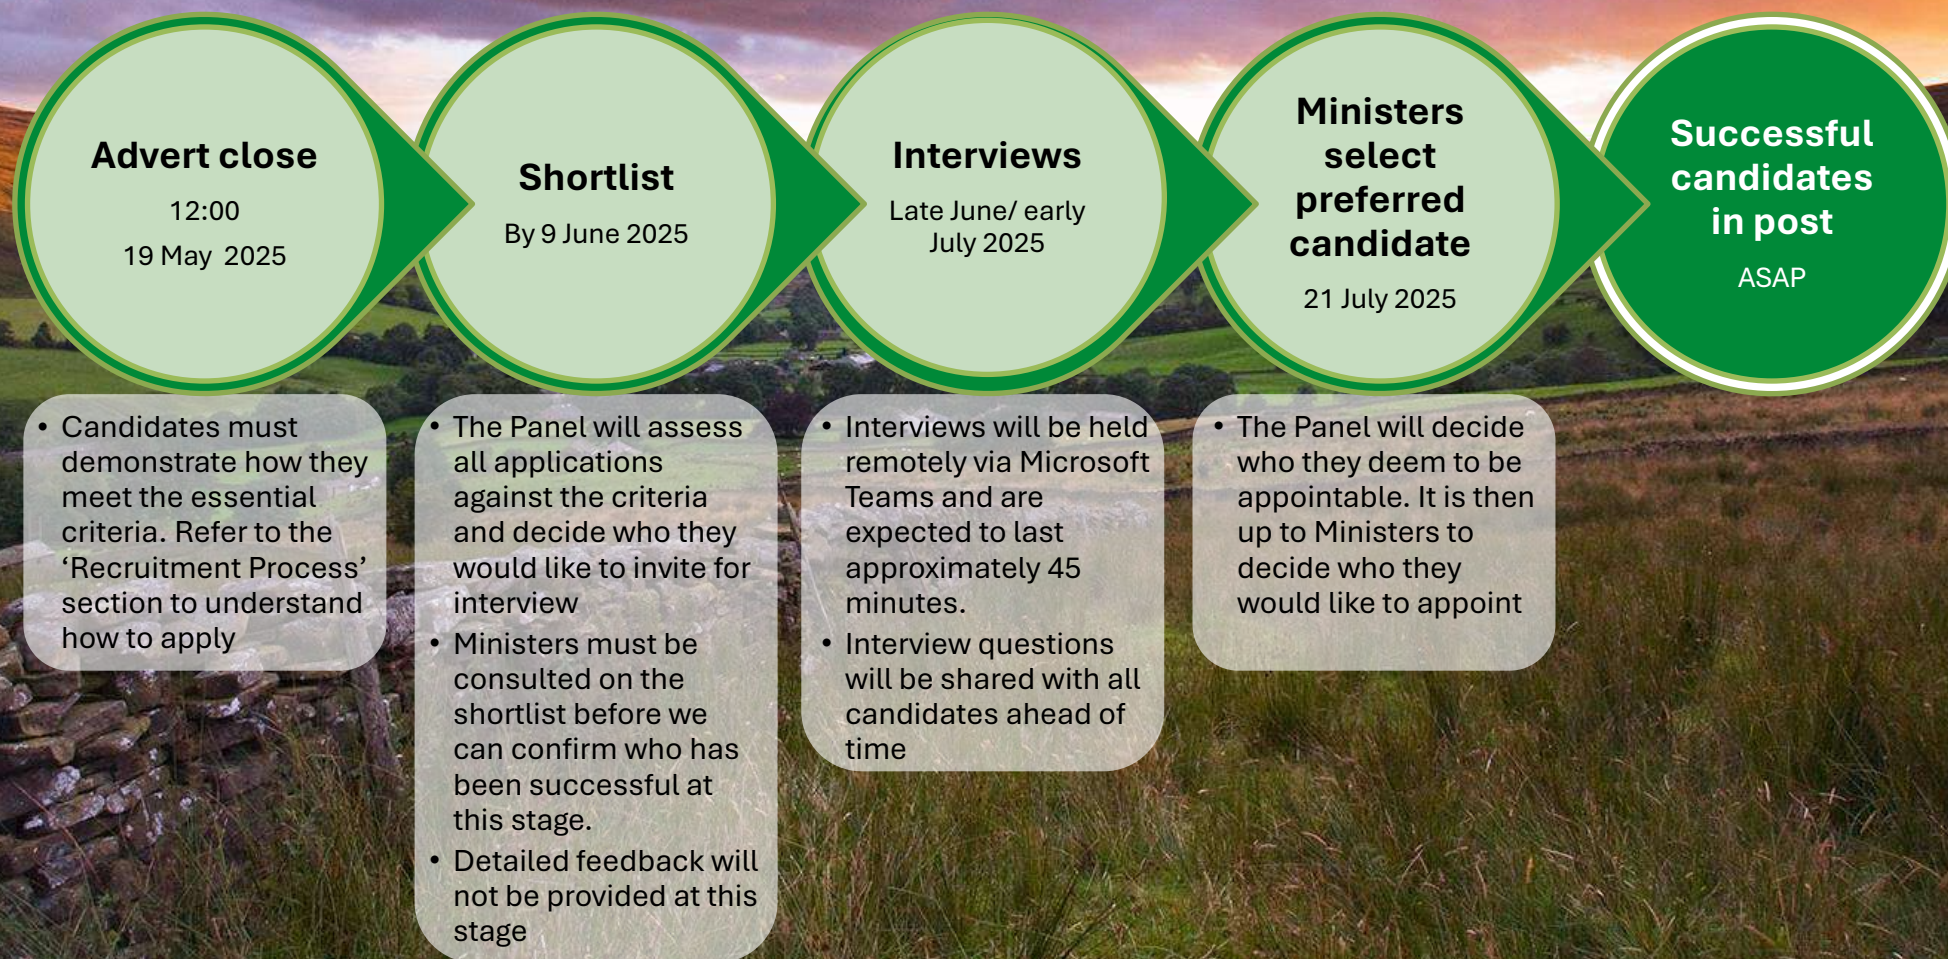 Advert close
12:00
19 May 2025
Shortlist
By 9 June 2025
Interviews
Late June/ early
July 2025
Ministers
select
preferred
candidate
21 July 2025
Successful
candidates
in post
ASAP
• Candidates must
demonstrate how they
meet the essential
criteria. Refer to the
‘Recruitment Process’
section to understand
how to apply
• The Panel will assess
all applications
against the criteria
and decide who they
would like to invite for
interview
• Ministers must be
consulted on the
shortlist before we
can confirm who has
been successful at
this stage.
• Detailed feedback will
not be provided at this
stage
• Interviews will be held
remotely via Microsoft
Teams and are
expected to last
approximately 45
minutes.
• Interview questions
will be shared with all
candidates ahead of
time
• The Panel will decide
who they deem to be
appointable. It is then
up to Ministers to
decide who they
would like to appoint